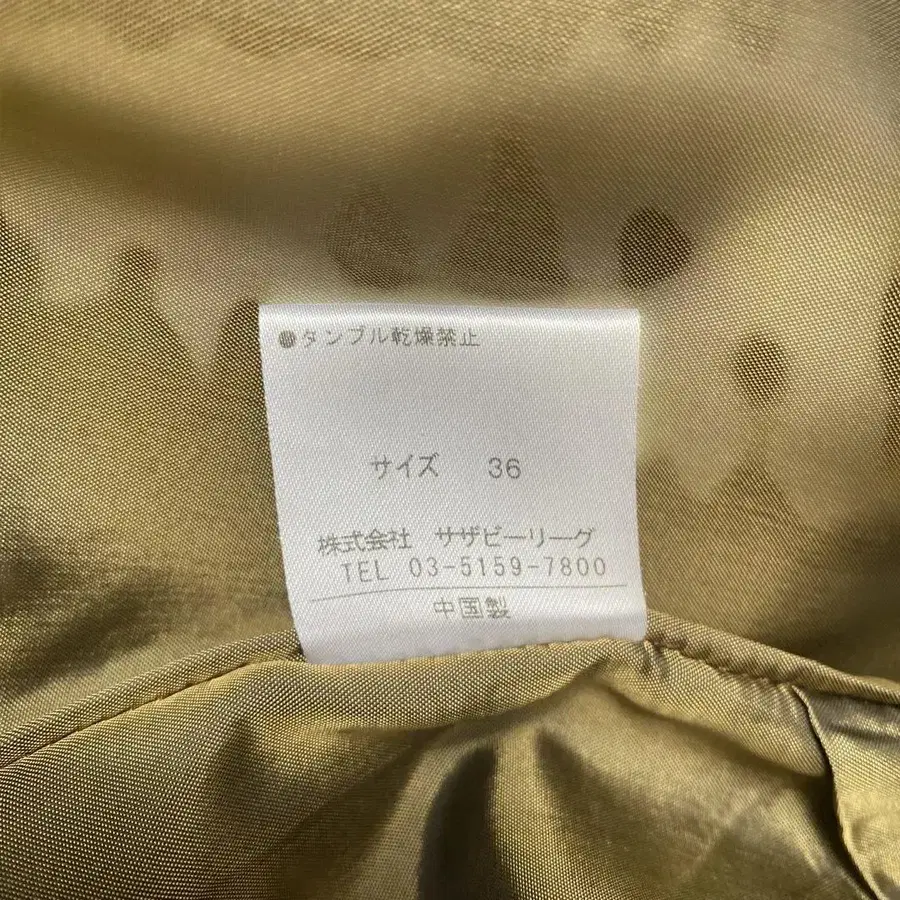 ●タンブル乾燥禁止
サイズ 36
株式会社 サザビーリーグ
TEL 03-5159-7800
中国製